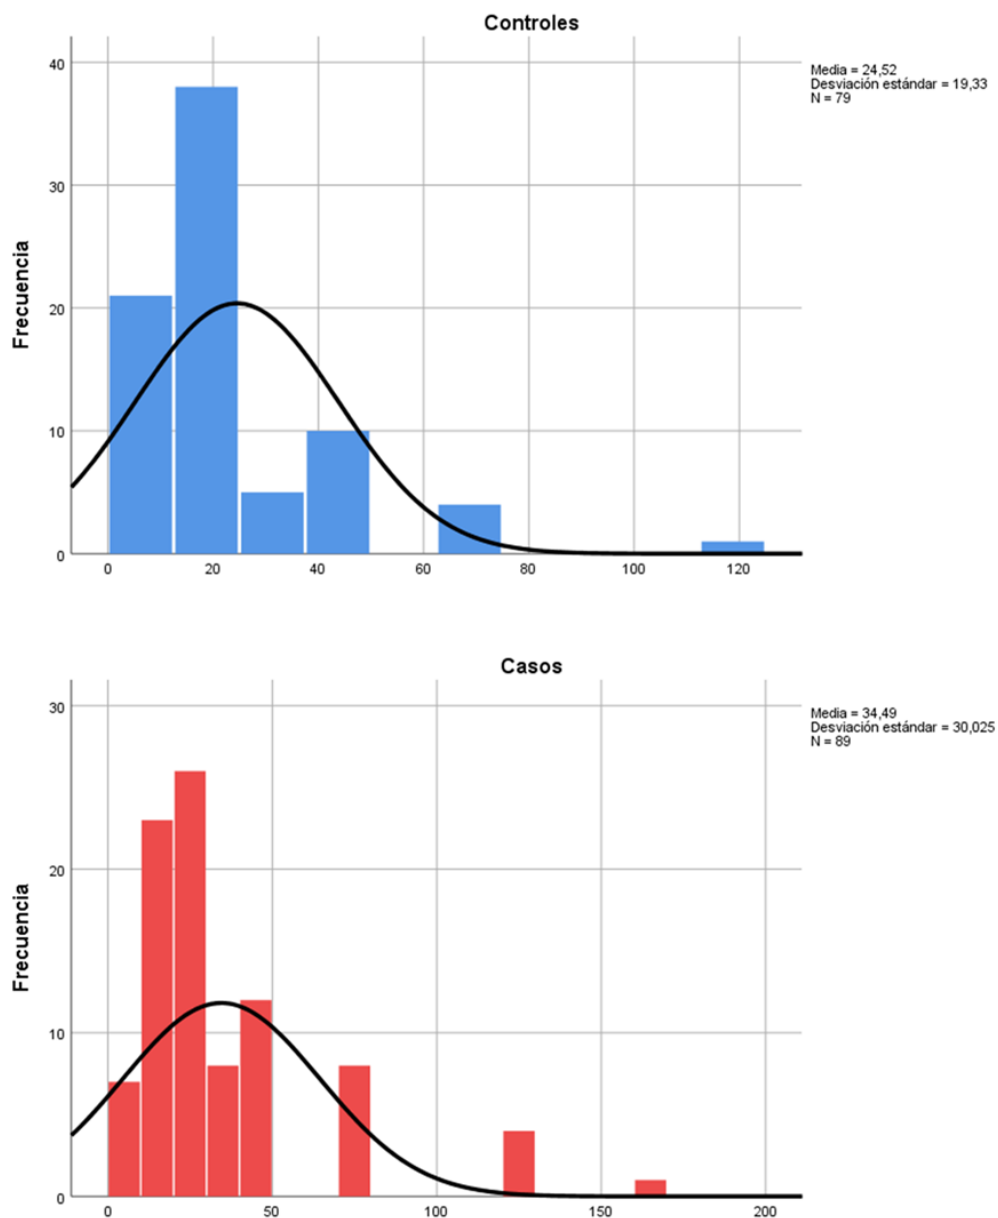 Controles
Media = 24,52
Desviación estándar = 19,33
N = 79
Frecuencia
40
30
20
10
0
0 20 40 60 80 100 120
Casos
Media = 34,49
Desviación estándar = 30,025
N = 89
Frecuencia
30
20
10
0
0 50 100 150 200